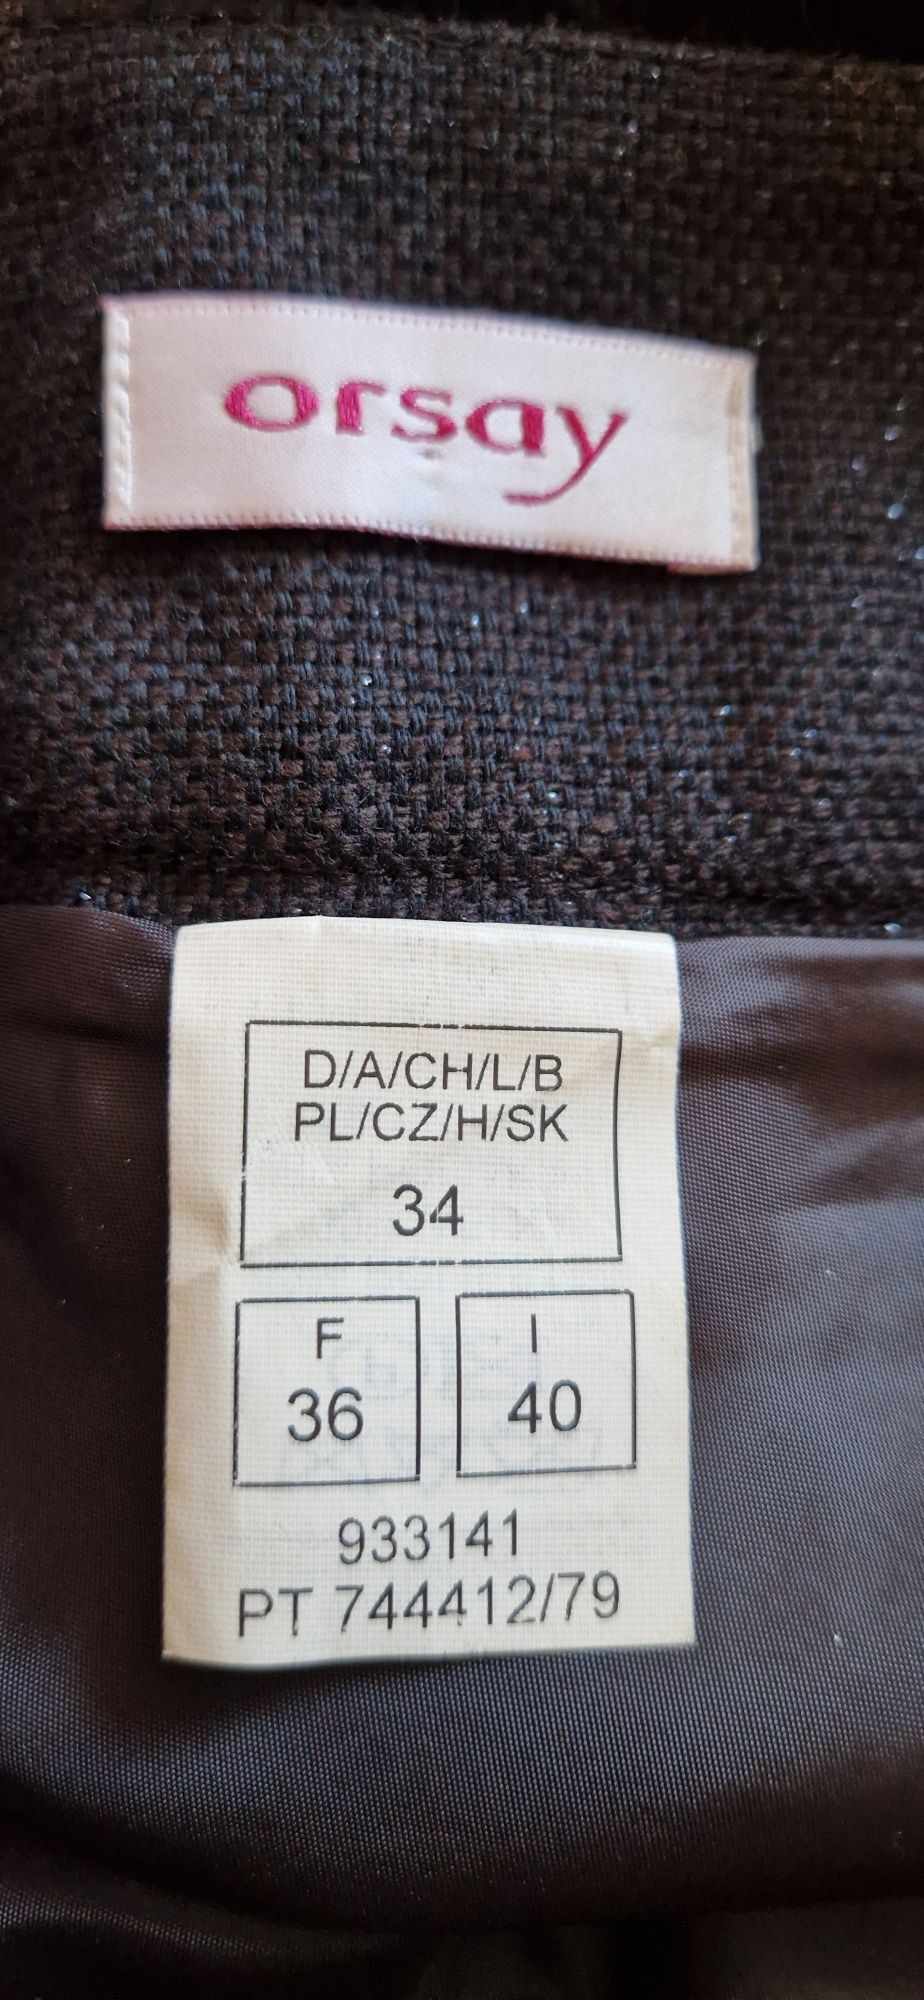 orsay
D/A/CH/L/B
PL/CZ/H/SK
34
F
36
I
40
933141
PT 744412/79